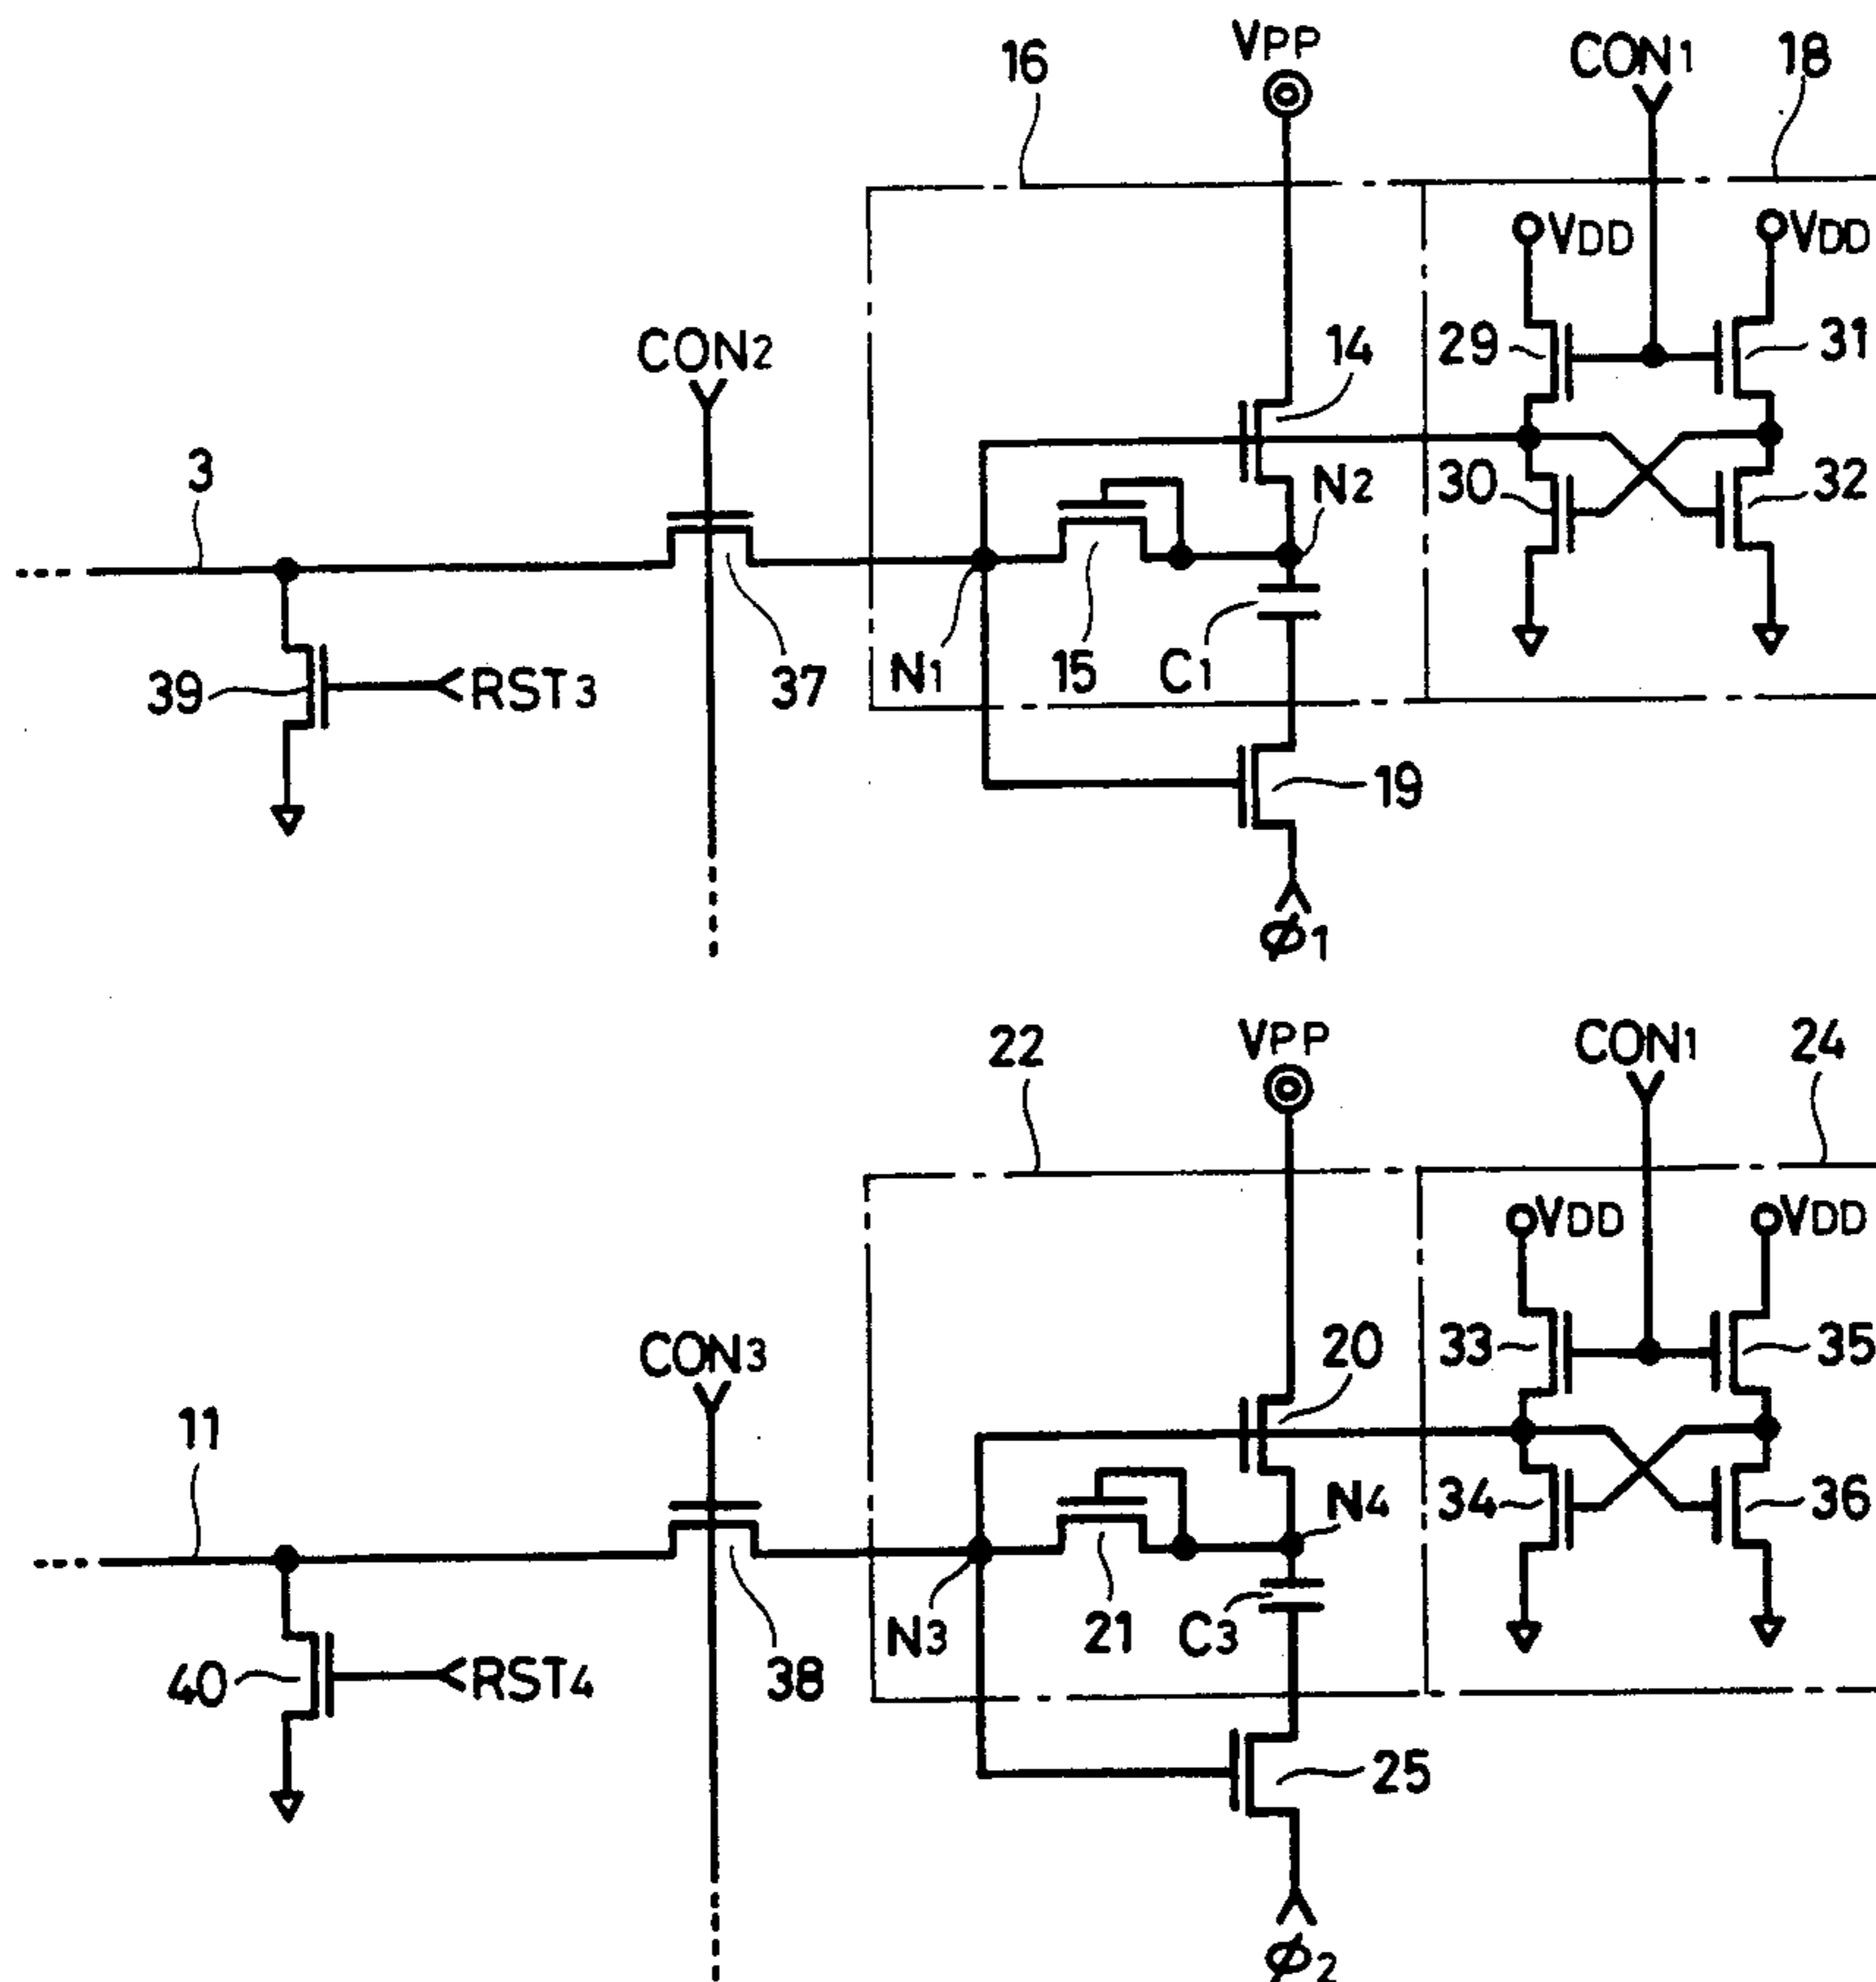 16
VPP
CON1
18
VDD
VDD
CON2
14
29
31
3
N2
30
32
39
RST3
37
N1
15
C1
19
ϕ1
22
VPP
CON1
24
VDD
VDD
CON3
20
33
35
11
N4
34
36
N3
21
C3
40
RST4
38
25
ϕ2